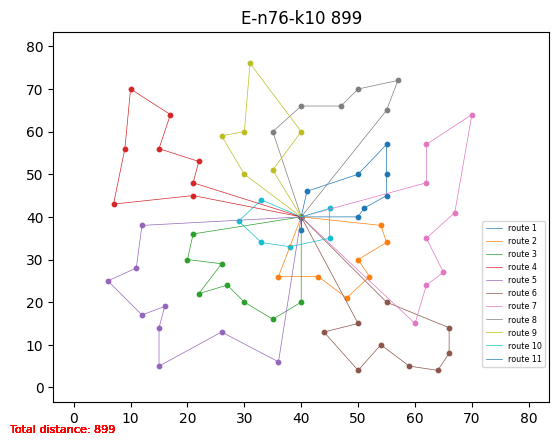 E-n76-k10 899
80
70
60
50
40
30
20
10
0
0 10 20 30 40 50 60 70 80
route 1
route 2
route 3
route 4
route 5
route 6
route 7
route 8
route 9
route 10
route 11
Total distance: 899